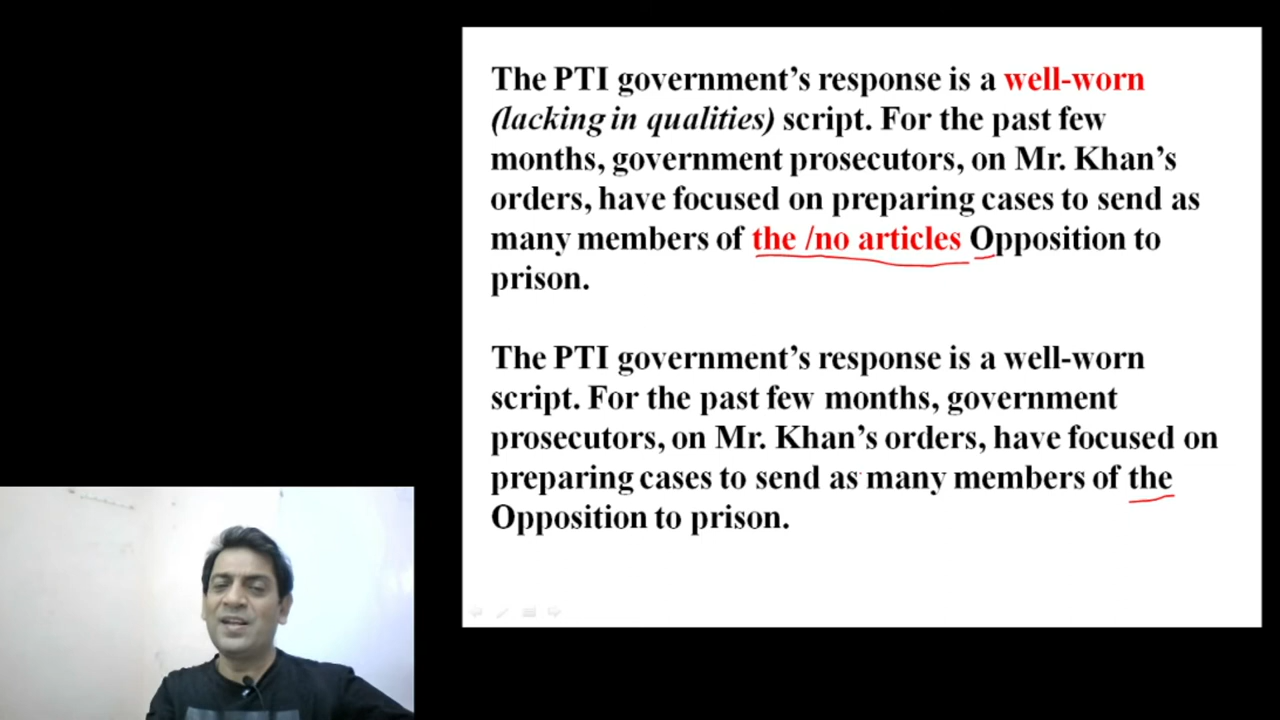 The PTI government’s response is a well-worn
(lacking in qualities) script. For the past few
months, government prosecutors, on Mr. Khan’s
orders, have focused on preparing cases to send as
many members of the /no articles Opposition to
prison.
The PTI government’s response is a well-worn
script. For the past few months, government
prosecutors, on Mr. Khan’s orders, have focused on
preparing cases to send as many members of the
Opposition to prison.